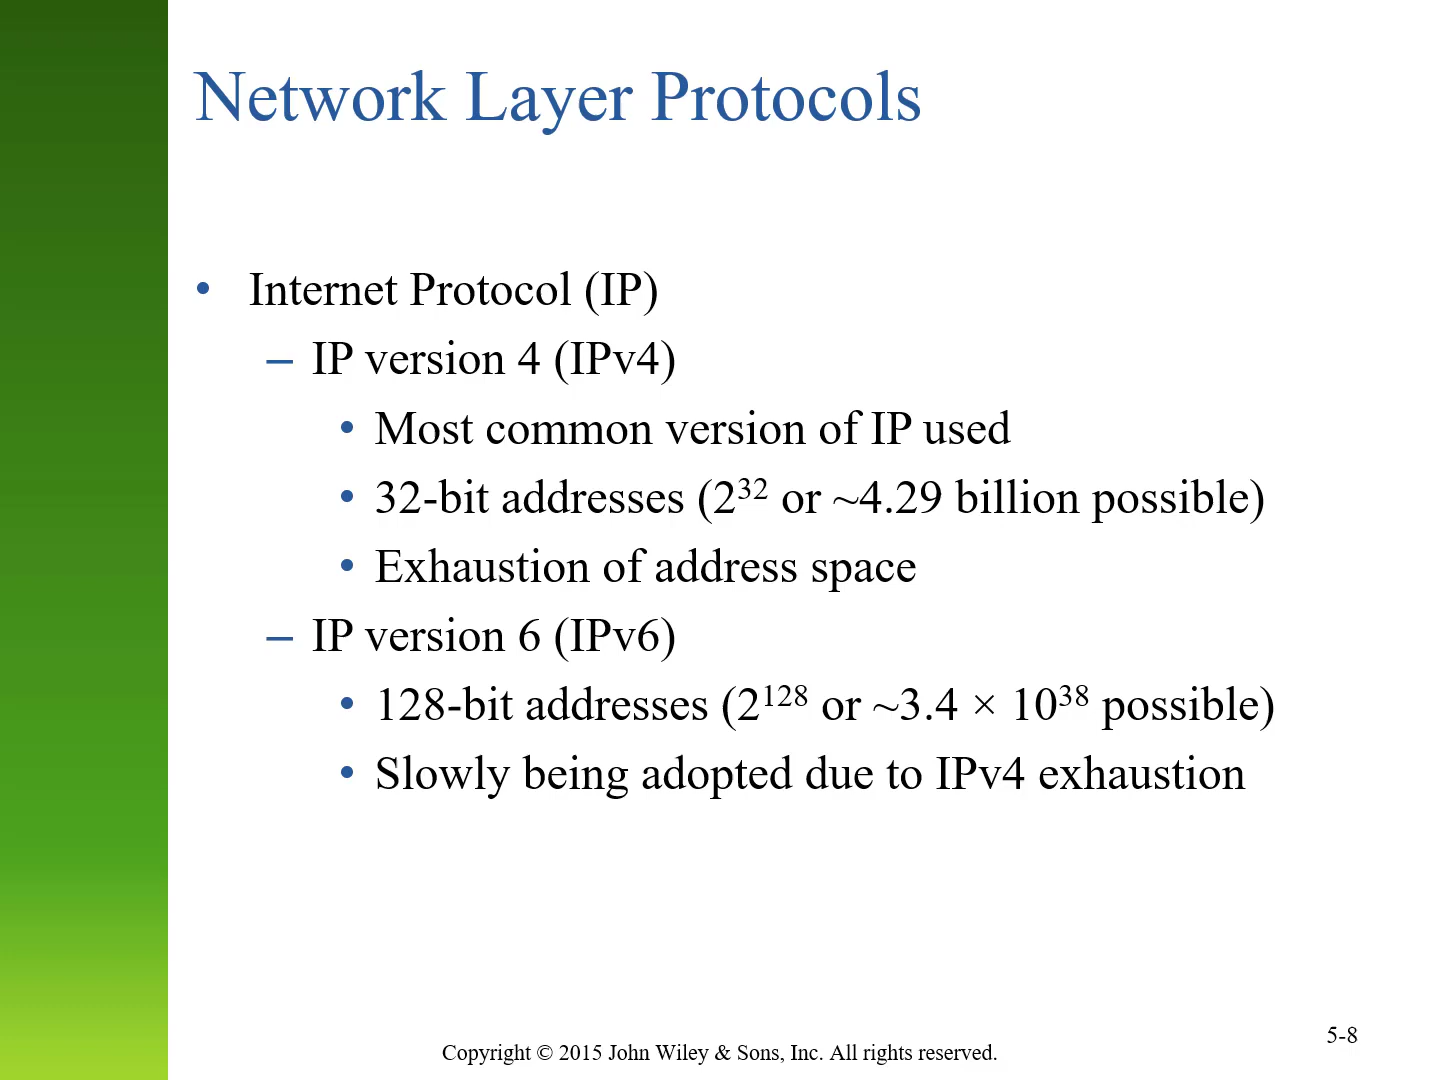 Network Layer Protocols
• Internet Protocol (IP)
– IP version 4 (IPv4)
• Most common version of IP used
• 32-bit addresses (2³² or ~4.29 billion possible)
• Exhaustion of address space
– IP version 6 (IPv6)
• 128-bit addresses (2¹²⁸ or ~3.4 × 10³⁸ possible)
• Slowly being adopted due to IPv4 exhaustion
5-8
Copyright © 2015 John Wiley & Sons, Inc. All rights reserved.